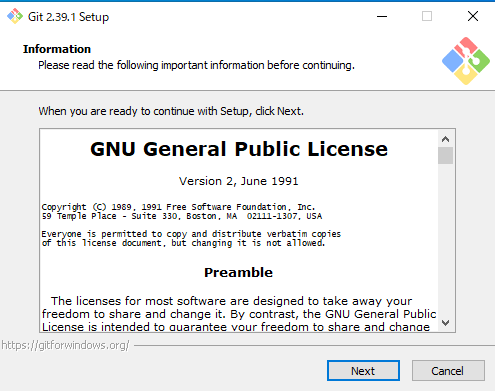 Git 2.39.1 Setup
Information
Please read the following important information before continuing.
When you are ready to continue with Setup, click Next.
GNU General Public License
Version 2, June 1991
Copyright (C) 1989, 1991 Free Software Foundation, Inc.
59 Temple Place - Suite 330, Boston, MA  02111-1307, USA
Everyone is permitted to copy and distribute verbatim copies
of this license document, but changing it is not allowed.
Preamble
The licenses for most software are designed to take away your
freedom to share and change it. By contrast, the GNU General Public
License is intended to guarantee your freedom to share and change
https://gitforwindows.org/
Next
Cancel